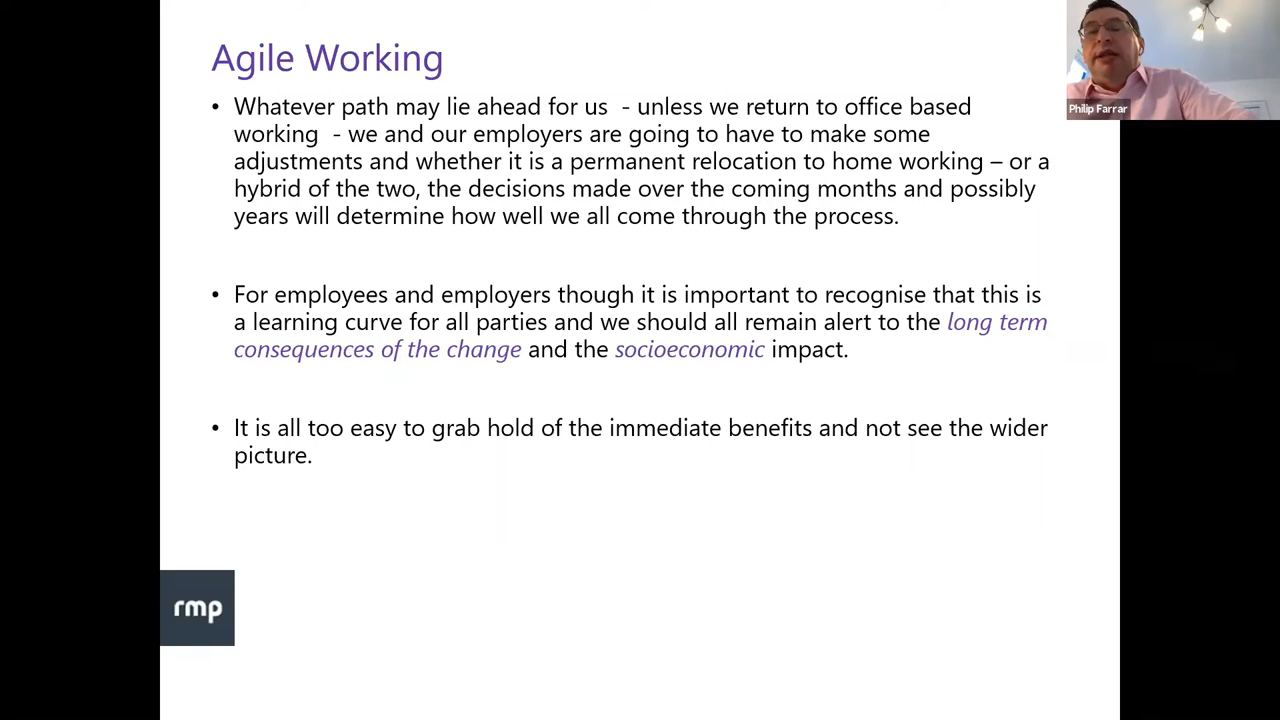 Agile Working
• Whatever path may lie ahead for us  - unless we return to office based
working  - we and our employers are going to have to make some
adjustments and whether it is a permanent relocation to home working – or a
hybrid of the two, the decisions made over the coming months and possibly
years will determine how well we all come through the process.
• For employees and employers though it is important to recognise that this is
a learning curve for all parties and we should all remain alert to the long term
consequences of the change and the socioeconomic impact.
• It is all too easy to grab hold of the immediate benefits and not see the wider
picture.
rmp
Philip Farrar